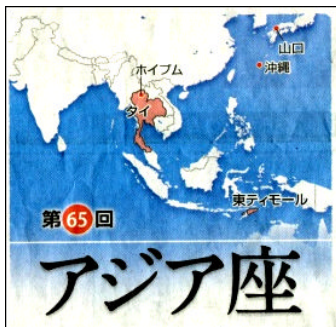 山口
沖縄
ホイプム
タイ
東ティモール
第65回
アジア座